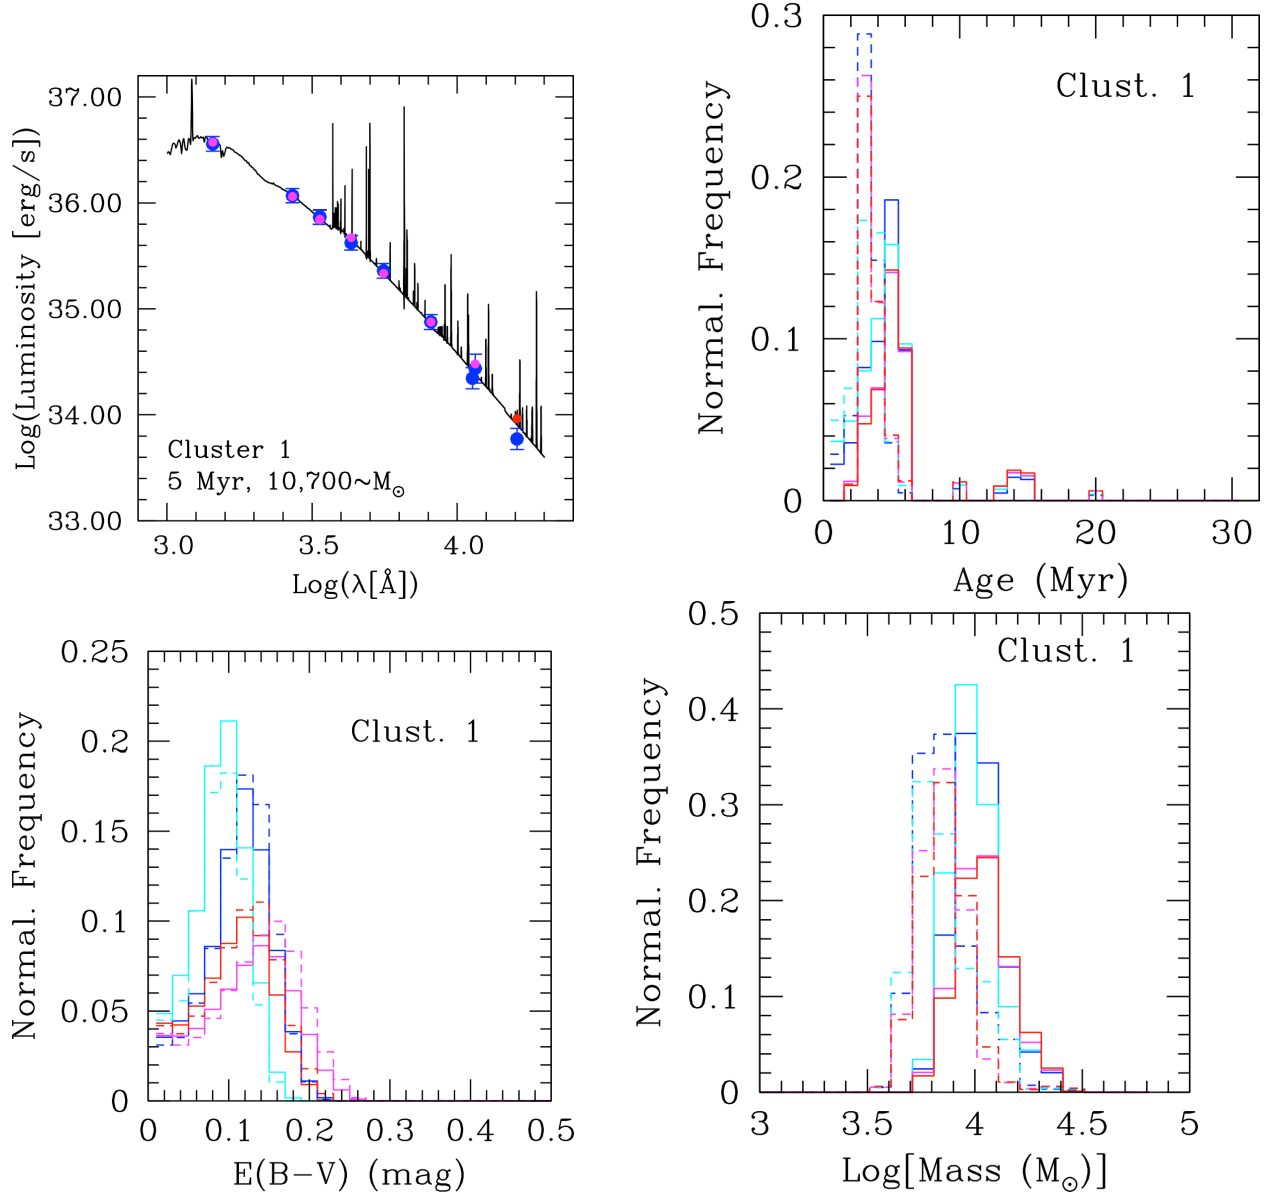 37.00
36.00
35.00
34.00
33.00
Log(Luminosity [erg/s])
Cluster 1
5 Myr, 10,700~M☉
3.0 3.5 4.0
Log(λ[Å])
0.3
0.2
0.1
0
Normal. Frequency
Clust. 1
0 10 20 30
Age (Myr)
0.25
0.2
0.15
0.1
0.05
0
Normal. Frequency
Clust. 1
0 0.1 0.2 0.3 0.4 0.5
E(B−V) (mag)
0.5
0.4
0.3
0.2
0.1
0
Normal. Frequency
Clust. 1
3 3.5 4 4.5 5
Log[Mass (M☉)]